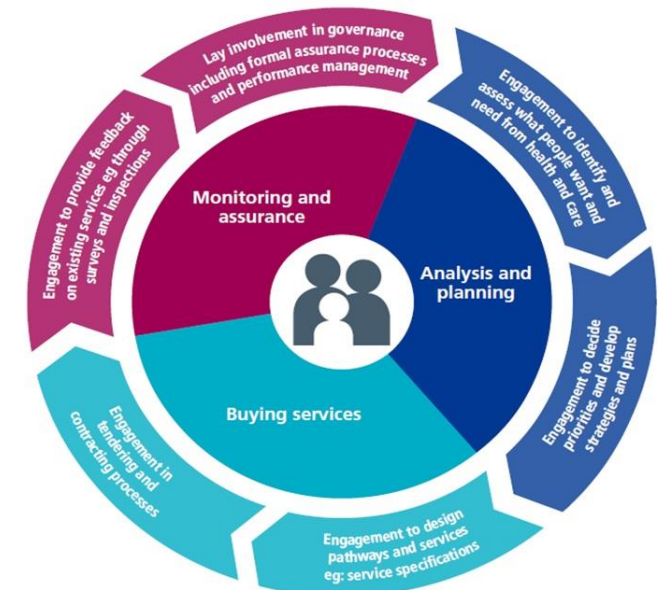 Lay involvement in governance
including formal assurance processes
and performance management
Engagement to identify and
assess what people want and
need from health and care
Engagement to decide
priorities and develop
strategies and plans
Engagement to design
pathways and services
eg: service specifications
Engagement in
tendering and
contracting processes
Engagement to provide feedback
on existing services eg through
surveys and inspections
Monitoring and
assurance
Analysis and
planning
Buying services